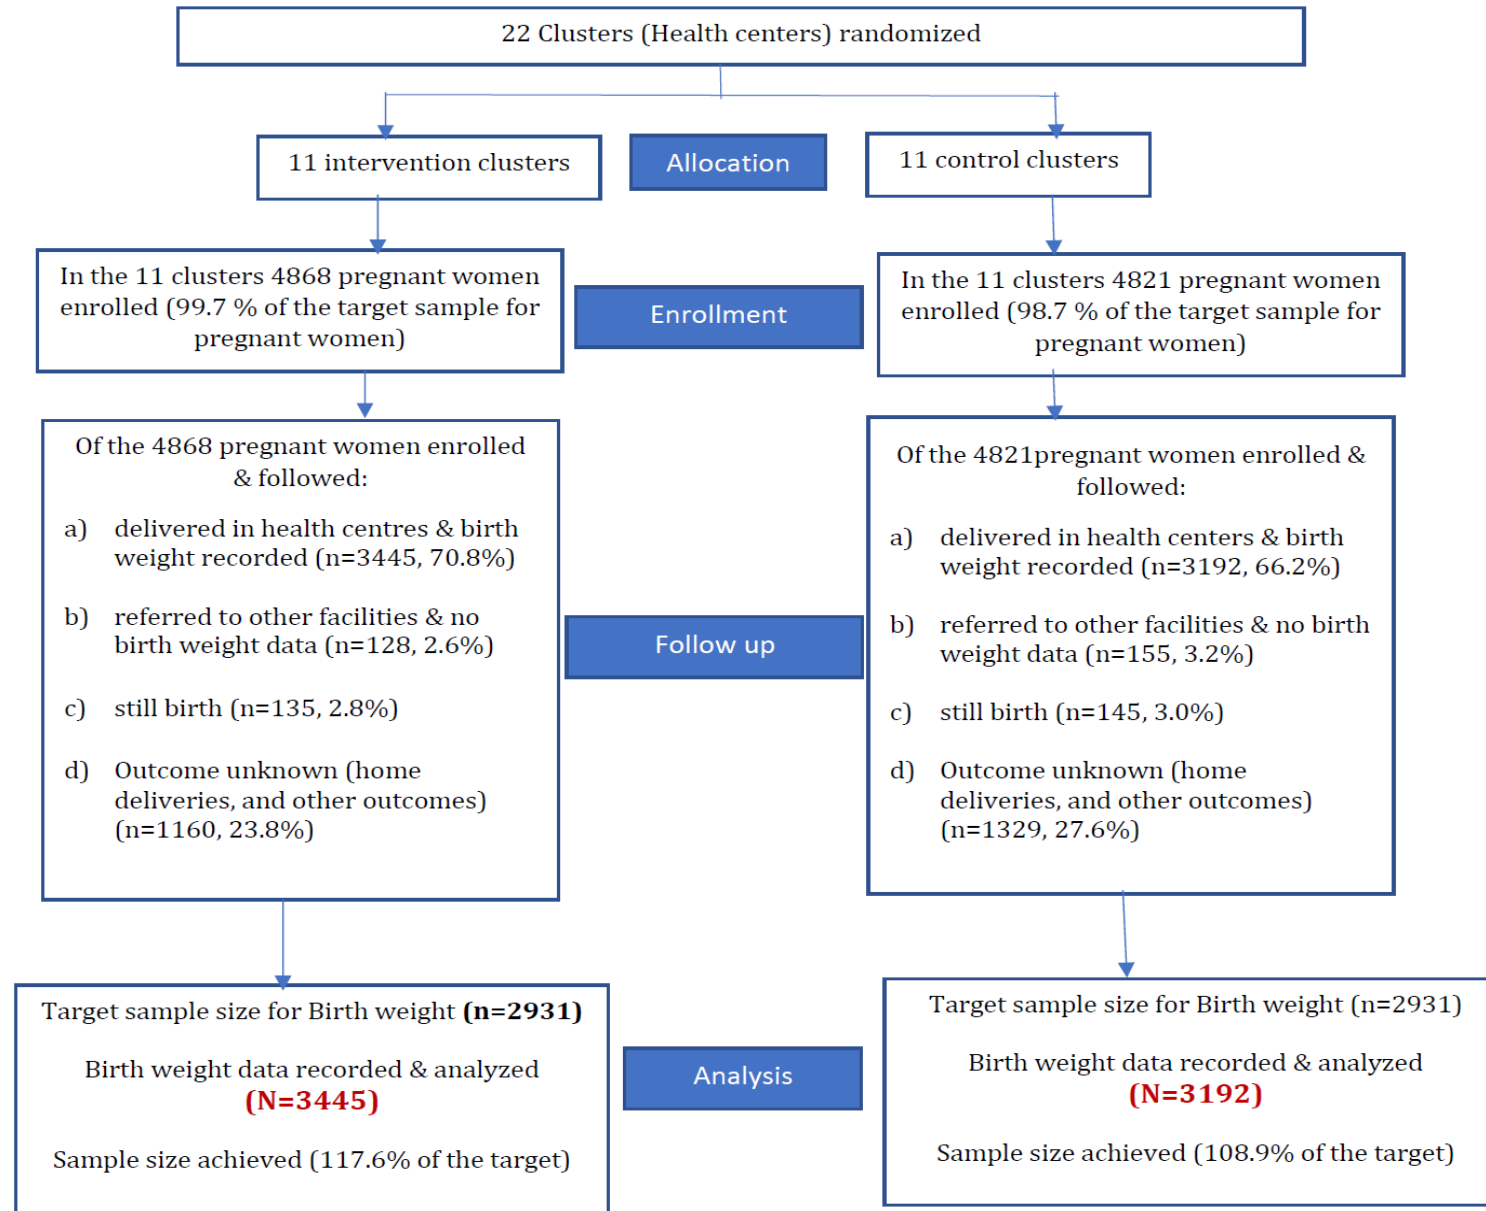 22 Clusters (Health centers) randomized
11 intervention clusters
Allocation
11 control clusters
In the 11 clusters 4868 pregnant women
enrolled (99.7 % of the target sample for
pregnant women)
Enrollment
In the 11 clusters 4821 pregnant women
enrolled (98.7 % of the target sample for
pregnant women)
Of the 4868 pregnant women enrolled
& followed:
a) delivered in health centres & birth
weight recorded (n=3445, 70.8%)
b) referred to other facilities & no
birth weight data (n=128, 2.6%)
c) still birth (n=135, 2.8%)
d) Outcome unknown (home
deliveries, and other outcomes)
(n=1160, 23.8%)
Follow up
Of the 4821pregnant women enrolled &
followed:
a) delivered in health centers & birth
weight recorded (n=3192, 66.2%)
b) referred to other facilities & no birth
weight data (n=155, 3.2%)
c) still birth (n=145, 3.0%)
d) Outcome unknown (home
deliveries, and other outcomes)
(n=1329, 27.6%)
Target sample size for Birth weight (n=2931)
Birth weight data recorded & analyzed
(N=3445)
Sample size achieved (117.6% of the target)
Analysis
Target sample size for Birth weight (n=2931)
Birth weight data recorded & analyzed
(N=3192)
Sample size achieved (108.9% of the target)